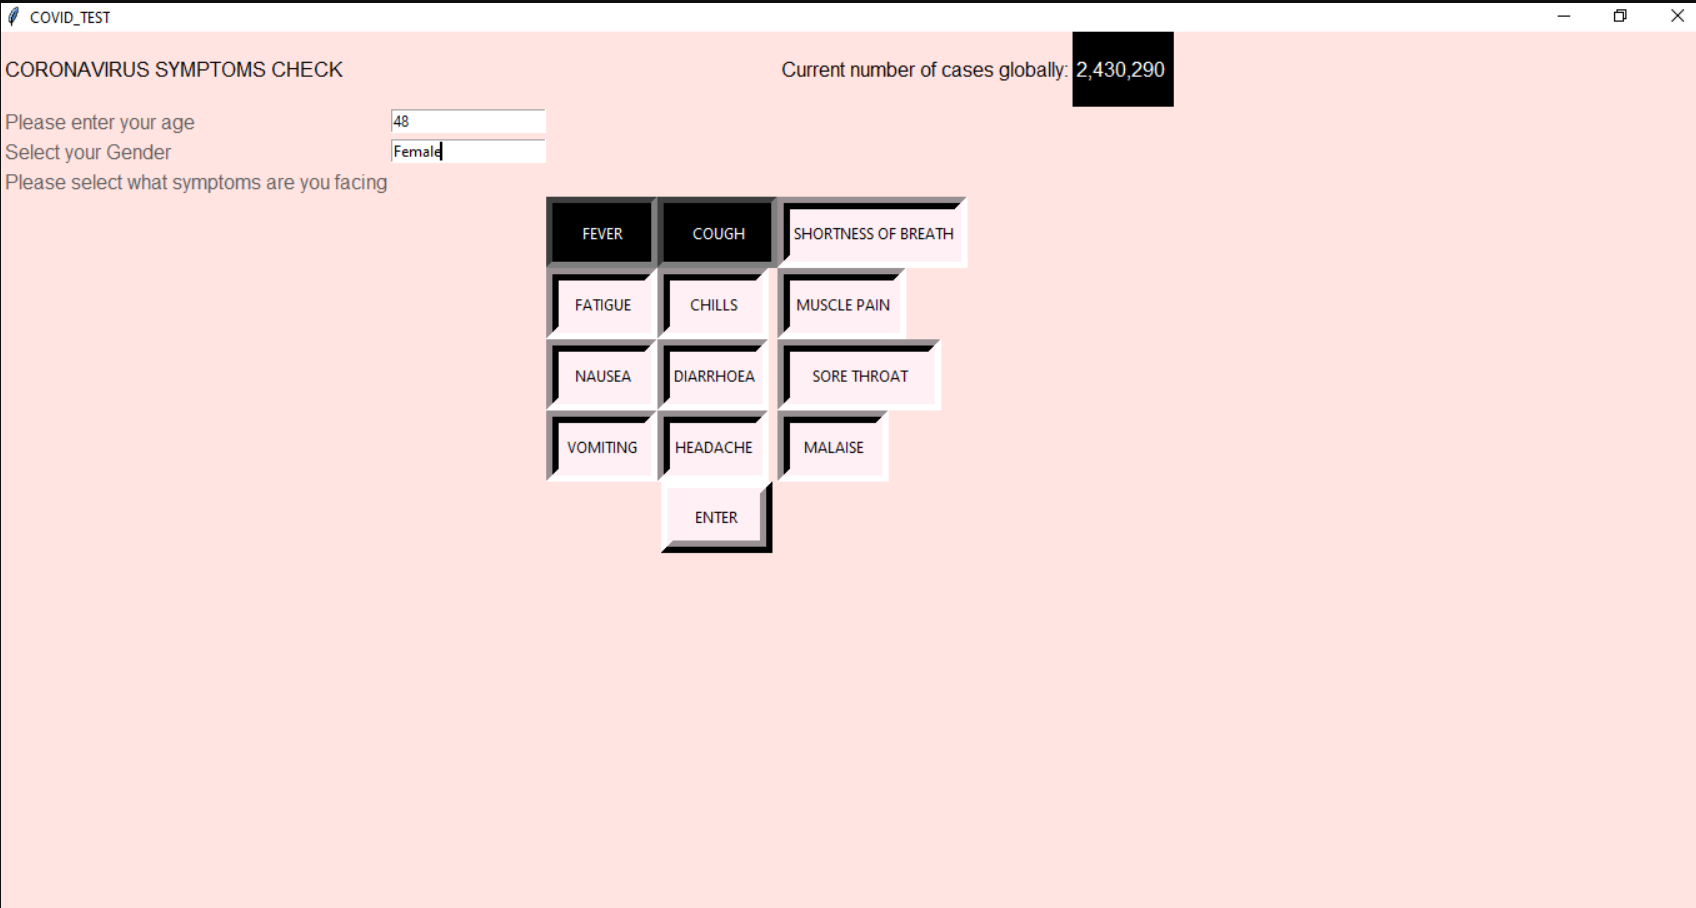 COVID_TEST
CORONAVIRUS SYMPTOMS CHECK
Current number of cases globally: 2,430,290
Please enter your age 48
Select your Gender Female
Please select what symptoms are you facing
FEVER COUGH SHORTNESS OF BREATH
FATIGUE CHILLS MUSCLE PAIN
NAUSEA DIARRHOEA SORE THROAT
VOMITING HEADACHE MALAISE
ENTER